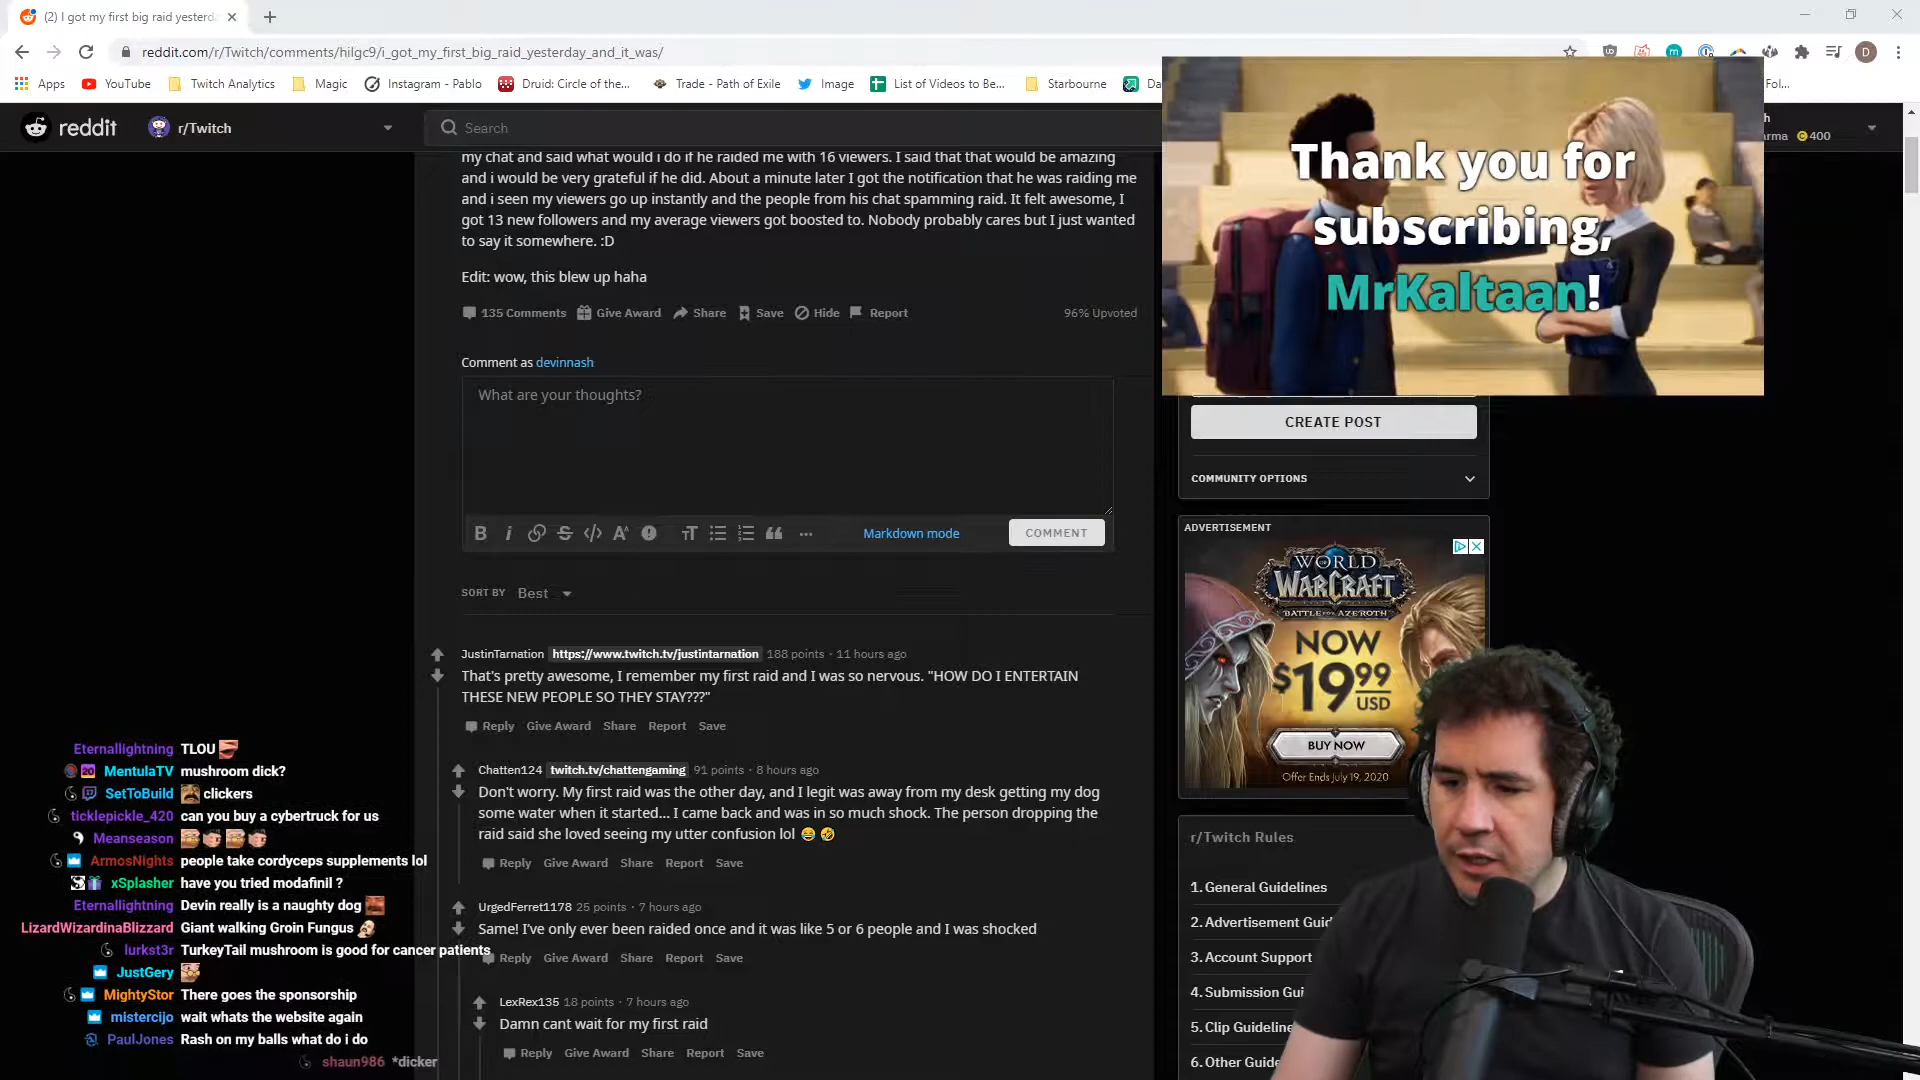 (2) I got my first big raid yesterd
reddit.com/r/Twitch/comments/hilgc9/i_got_my_first_big_raid_yesterday_and_it_was/
Apps
YouTube
Twitch Analytics
Magic
Instagram - Pablo
Druid: Circle of the...
Trade - Path of Exile
Image
List of Videos to Be...
Starbourne
Da
Fol...
reddit
r/Twitch
Search
h
arma
400
my chat and said what would i do if he raided me with 16 viewers. I said that that would be amazing
and i would be very grateful if he did. About a minute later I got the notification that he was raiding me
and i seen my viewers go up instantly and the people from his chat spamming raid. It felt awesome, I
got 13 new followers and my average viewers got boosted to. Nobody probably cares but I just wanted
to say it somewhere. :D
Edit: wow, this blew up haha
135 Comments Give Award Share Save Hide Report 96% Upvoted
Thank you for
subscribing,
MrKaltaan!
Comment as devinnash
What are your thoughts?
Markdown mode
COMMENT
SORT BY Best
CREATE POST
COMMUNITY OPTIONS
ADVERTISEMENT
WORLD
OF
WARCRAFT
BATTLE FOR AZEROTH
NOW
$19.99
USD
BUY NOW
Offer Ends July 19, 2020
r/Twitch Rules
1. General Guidelines
2. Advertisement Guid
3. Account Support
4. Submission Gui
5. Clip Guideline
6. Other Guide
JustinTarnation https://www.twitch.tv/justintarnation 188 points · 11 hours ago
That's pretty awesome, I remember my first raid and I was so nervous. "HOW DO I ENTERTAIN
THESE NEW PEOPLE SO THEY STAY???"
Reply Give Award Share Report Save
Chatten124 twitch.tv/chattengaming 91 points · 8 hours ago
Don't worry. My first raid was the other day, and I legit was away from my desk getting my dog
some water when it started... I came back and was in so much shock. The person dropping the
raid said she loved seeing my utter confusion lol 😂 🤣
Reply Give Award Share Report Save
UrgedFerret1178 25 points · 7 hours ago
Same! I've only ever been raided once and it was like 5 or 6 people and I was shocked
Reply Give Award Share Report Save
LexRex135 18 points · 7 hours ago
Damn cant wait for my first raid
Reply Give Award Share Report Save
Eternallightning TLOU
20 MentulaTV mushroom dick?
SetToBuild clickers
ticklepickle_420 can you buy a cybertruck for us
Meanseason
ArmosNights people take cordyceps supplements lol
xSplasher have you tried modafinil ?
Eternallightning Devin really is a naughty dog
LizardWizardinaBlizzard Giant walking Groin Fungus
lurkst3r TurkeyTail mushroom is good for cancer patients
JustGery
MightyStor There goes the sponsorship
mistercijo wait whats the website again
PaulJones Rash on my balls what do i do
shaun986 *dicker